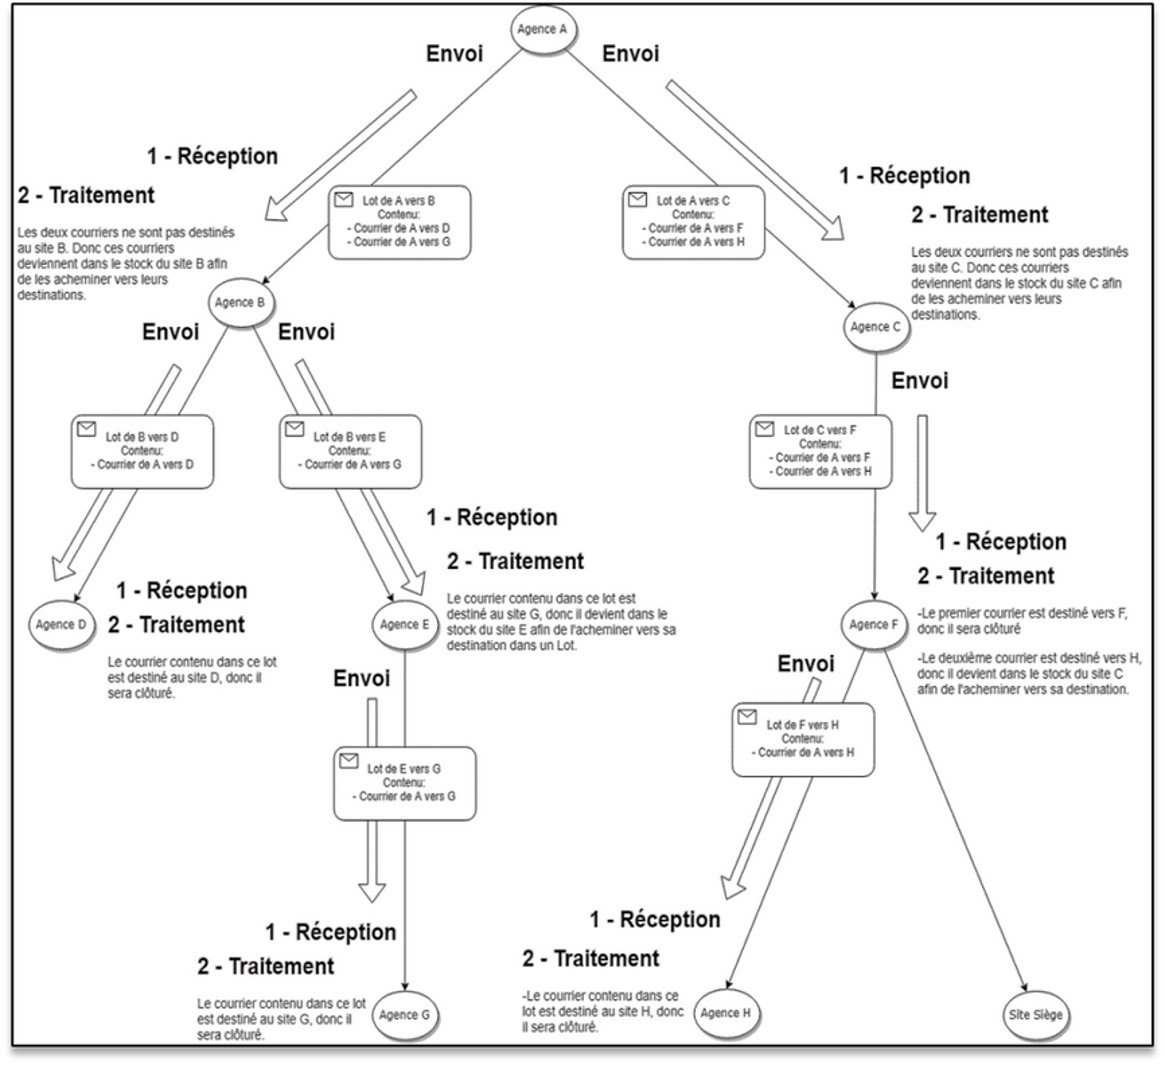 Agence A
Envoi
Envoi
1 - Réception
2 - Traitement
Les deux courriers ne sont pas destinés
au site B. Donc ces courriers
deviennent dans le stock du site B afin
de les acheminer vers leurs
destinations.
Lot de A vers B
Contenu:
- Courrier de A vers D
- Courrier de A vers G
Lot de A vers C
Contenu:
- Courrier de A vers F
- Courrier de A vers H
1 - Réception
2 - Traitement
Les deux courriers ne sont pas destinés
au site C. Donc ces courriers
deviennent dans le stock du site C afin
de les acheminer vers leurs
destinations.
Agence B
Agence C
Envoi
Envoi
Envoi
Lot de B vers D
Contenu:
- Courrier de A vers D
Lot de B vers E
Contenu:
- Courrier de A vers G
Lot de C vers F
Contenu:
- Courrier de A vers F
- Courrier de A vers H
1 - Réception
2 - Traitement
Le courrier contenu dans ce lot est
destiné au site G, donc il devient dans le
stock du site E afin de l'acheminer vers sa
destination dans un Lot.
1 - Réception
2 - Traitement
-Le premier courrier est destiné vers F,
donc il sera clôturé
-Le deuxième courrier est destiné vers H,
donc il devient dans le stock du site C
afin de l'acheminer vers sa destination.
Agence D
1 - Réception
2 - Traitement
Le courrier contenu dans ce lot
est destiné au site D, donc il
sera clôturé.
Agence E
Agence F
Envoi
Envoi
Lot de E vers G
Contenu:
- Courrier de A vers G
Lot de F vers H
Contenu:
- Courrier de A vers H
1 - Réception
2 - Traitement
Le courrier contenu dans ce lot
est destiné au site G, donc il
sera clôturé.
Agence G
1 - Réception
2 - Traitement
-Le courrier contenu dans ce
lot est destiné au site H, donc
il sera clôturé.
Agence H
Site Siège